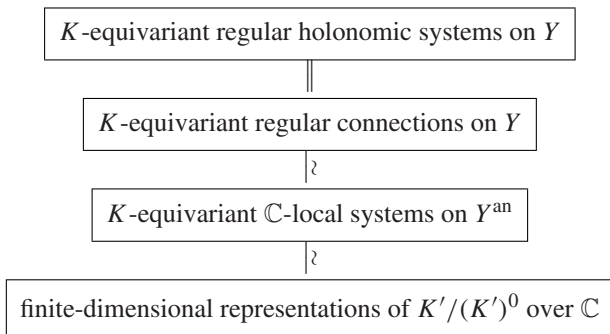 K-equivariant regular holonomic systems on Y
||
K-equivariant regular connections on Y
≀
K-equivariant ℂ-local systems on Yᵃⁿ
≀
finite-dimensional representations of K′/(K′)⁰ over ℂ